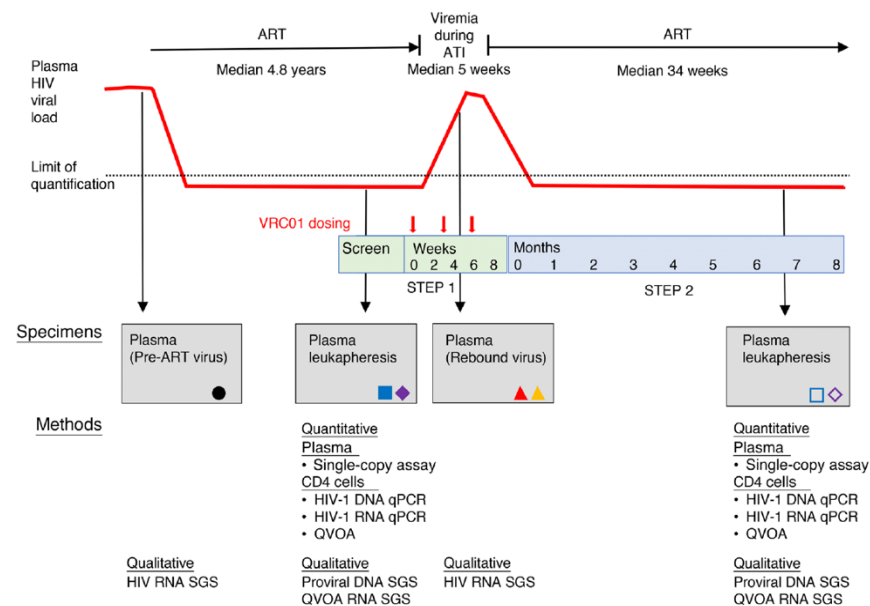 ART
Viremia
during
ATI
ART
Median 4.8 years
Median 5 weeks
Median 34 weeks
Plasma
HIV
viral
load
Limit of
quantification
VRC01 dosing
Screen
Weeks
0 2 4 6 8
Months
0 1 2 3 4 5 6 7 8
STEP 1
STEP 2
Specimens
Plasma
(Pre-ART virus)
Plasma
leukapheresis
Plasma
(Rebound virus)
Plasma
leukapheresis
Methods
Quantitative
Plasma
• Single-copy assay
CD4 cells
• HIV-1 DNA qPCR
• HIV-1 RNA qPCR
• QVOA
Quantitative
Plasma
• Single-copy assay
CD4 cells
• HIV-1 DNA qPCR
• HIV-1 RNA qPCR
• QVOA
Qualitative
HIV RNA SGS
Qualitative
Proviral DNA SGS
QVOA RNA SGS
Qualitative
HIV RNA SGS
Qualitative
Proviral DNA SGS
QVOA RNA SGS